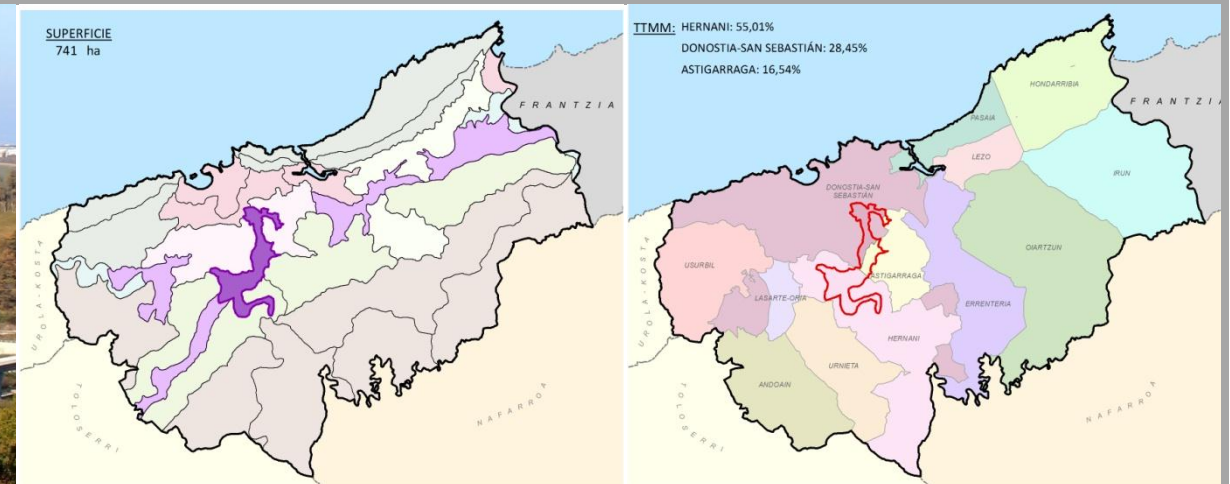 SUPERFICIE
741 ha
FRANTZIA
UROLA-KOSTA
TOLOSERRI
NAFARROA
TTMM: HERNANI: 55,01%
DONOSTIA-SAN SEBASTIÁN: 28,45%
ASTIGARRAGA: 16,54%
HONDARRIBIA
FRANTZIA
PASAIA
LEZO
IRUN
DONOSTIA-SAN
SEBASTIÁN
OIARTZUN
UROLA-KOSTA
USURBIL
ASTIGARRAGA
LASARTE-ORIA
ERRENTERIA
HERNANI
URNIETA
ANDOAIN
TOLOSERRI
NAFARROA